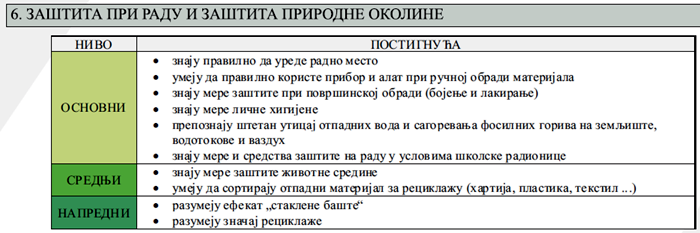 6. ЗАШТИТА ПРИ РАДУ И ЗАШТИТА ПРИРОДНЕ ОКОЛИНЕ
НИВО ПОСТИГНУЋА
ОСНОВНИ
• знају правилно да уреде радно место
• умеју да правилно користе прибор и алат при ручној обради материјала
• знају мере заштите при површинској обради (бојење и лакирање)
• знају мере личне хигијене
• препознају штетан утицај отпадних вода и сагоревања фосилних горива на земљиште,
водотокове и ваздух
• знају мере и средства заштите на раду у условима школске радионице
СРЕДЊИ
• знају мере заштите животне средине
• умеју да сортирају отпадни материјал за рециклажу (хартија, пластика, текстил ...)
НАПРЕДНИ
• разумеју ефекат „стаклене баште“
• разумеју значај рециклаже